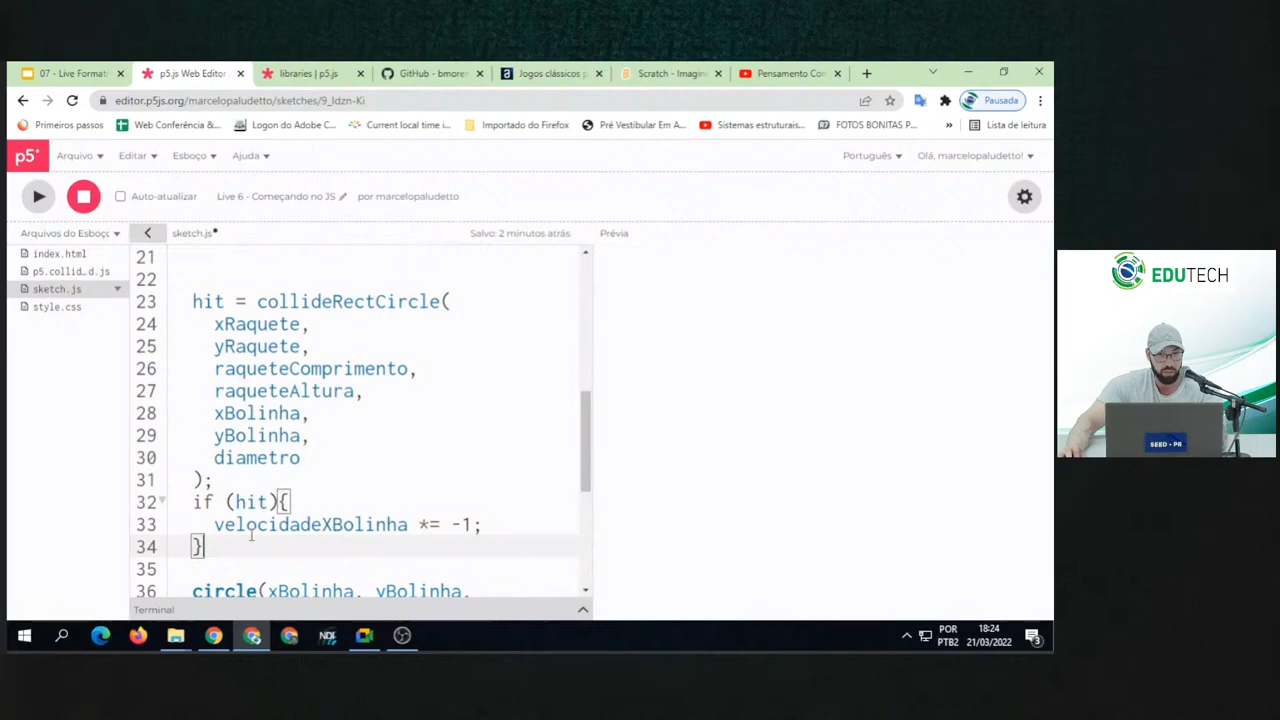 07 - Live Format
p5.js Web Editor
libraries | p5.js
GitHub - bmore
Jogos clássicos p
Scratch - Imagin
Pensamento Co
editor.p5js.org/marcelopaludetto/sketches/9_ldzn-Ki
Pausada
Primeiros passos
Web Conferência &...
Logon do Adobe C...
Current local time i...
Importado do Firefox
Pré Vestibular Em A...
Sistemas estruturais...
FOTOS BONITAS P...
»
Lista de leitura
p5*
Arquivo
Editar
Esboço
Ajuda
Português
Olá, marcelopaludetto!
Auto-atualizar
Live 6 - Começando no JS
por marcelopaludetto
Arquivos do Esboço
sketch.js
Salvo: 2 minutos atrás
Prévia
index.html
p5.collid...d.js
sketch.js
style.css
21
22
23 hit = collideRectCircle(
24 xRaquete,
25 yRaquete,
26 raqueteComprimento,
27 raqueteAltura,
28 xBolinha,
29 yBolinha,
30 diametro
31 );
32 if (hit){
33 velocidadeXBolinha *= -1;
34 }
35
36 circle(xBolinha, yBolinha,
Terminal
EDUTECH
SEED - PR
POR
PTB2
18:24
21/03/2022
3